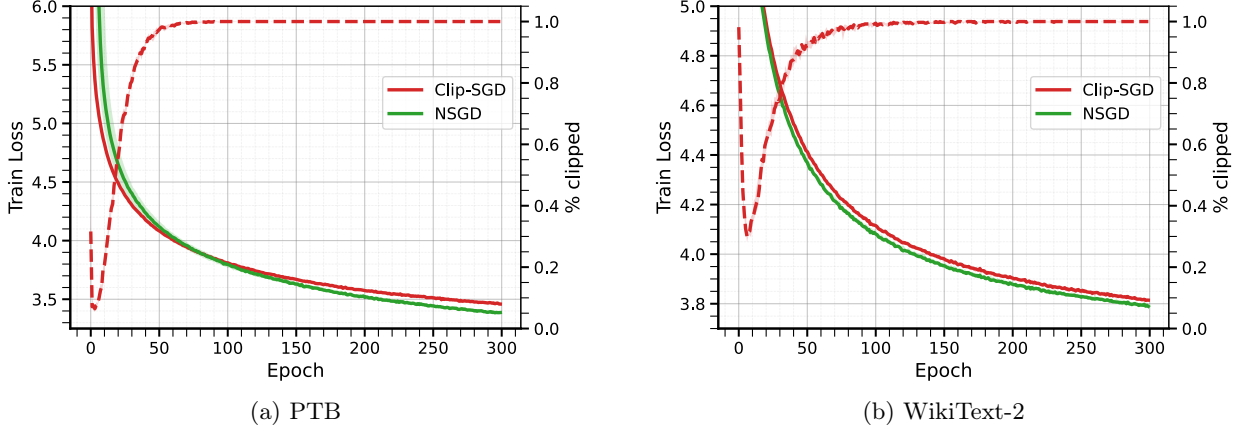 6.0
5.5
5.0
4.5
4.0
3.5
Train Loss
0 50 100 150 200 250 300
Epoch
1.0
0.8
0.6
0.4
0.2
0.0
% clipped
Clip-SGD
NSGD
(a) PTB
5.0
4.8
4.6
4.4
4.2
4.0
3.8
Train Loss
0 50 100 150 200 250 300
Epoch
1.0
0.8
0.6
0.4
0.2
0.0
% clipped
Clip-SGD
NSGD
(b) WikiText-2